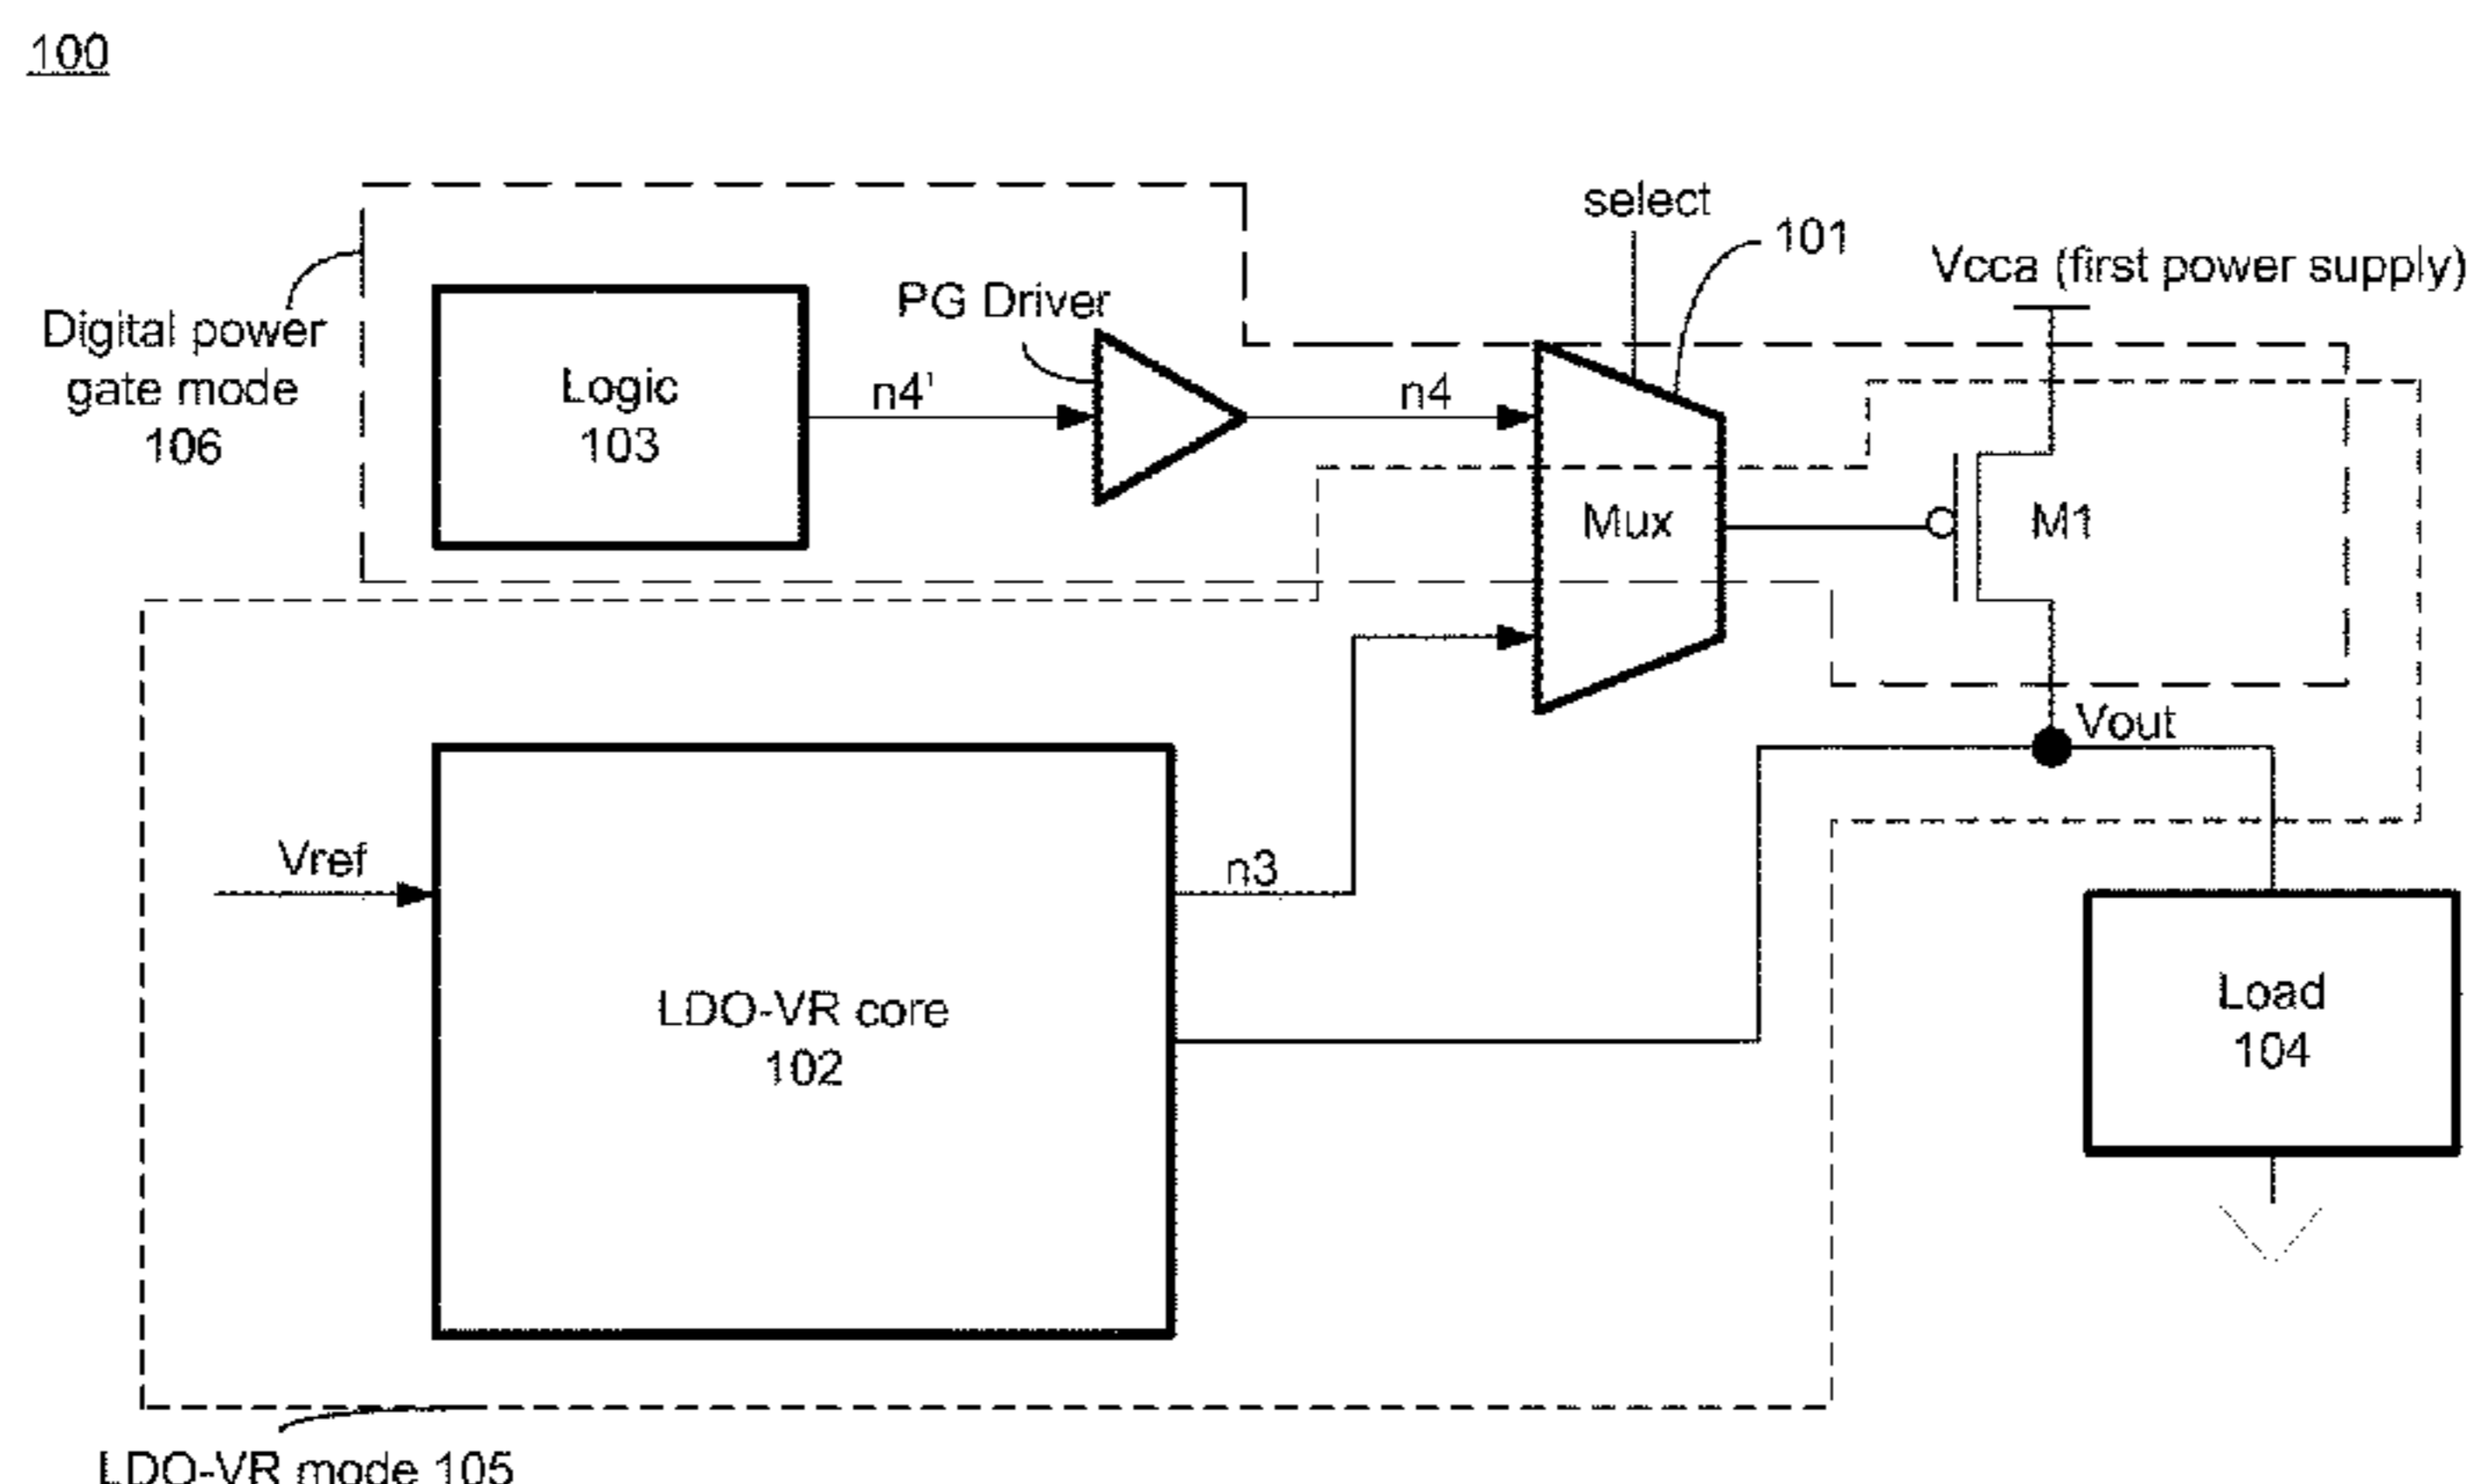 100
select
101
Vcca (first power supply)
PG Driver
Digital power
gate mode
106
Logic
103
n4'
n4
Mux
M1
Vout
Vref
n3
LDO-VR core
102
Load
104
LDO-VR mode 105